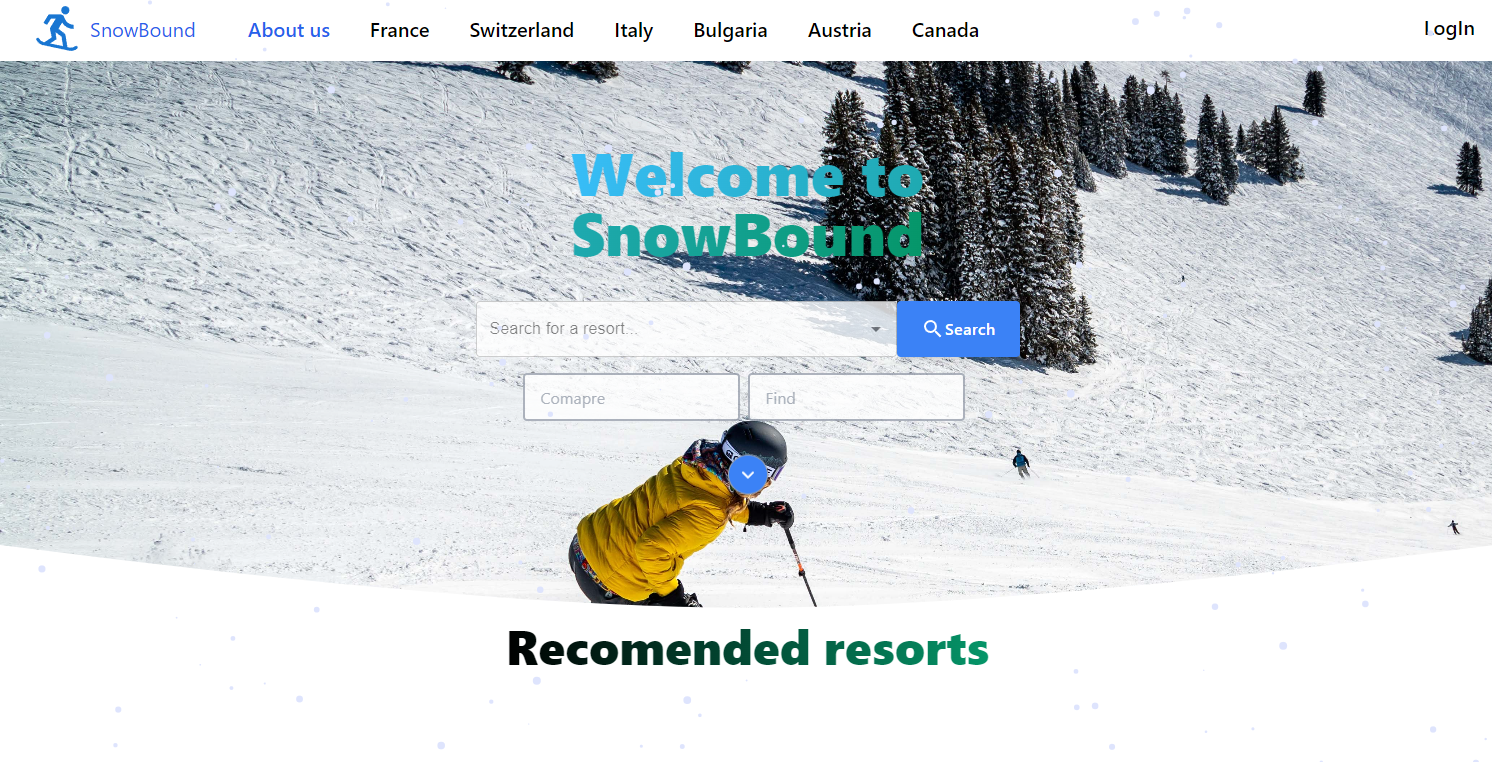 SnowBound
About us
France
Switzerland
Italy
Bulgaria
Austria
Canada
LogIn
Welcome to
SnowBound
Search for a resort...
Search
Comapre
Find
Recomended resorts